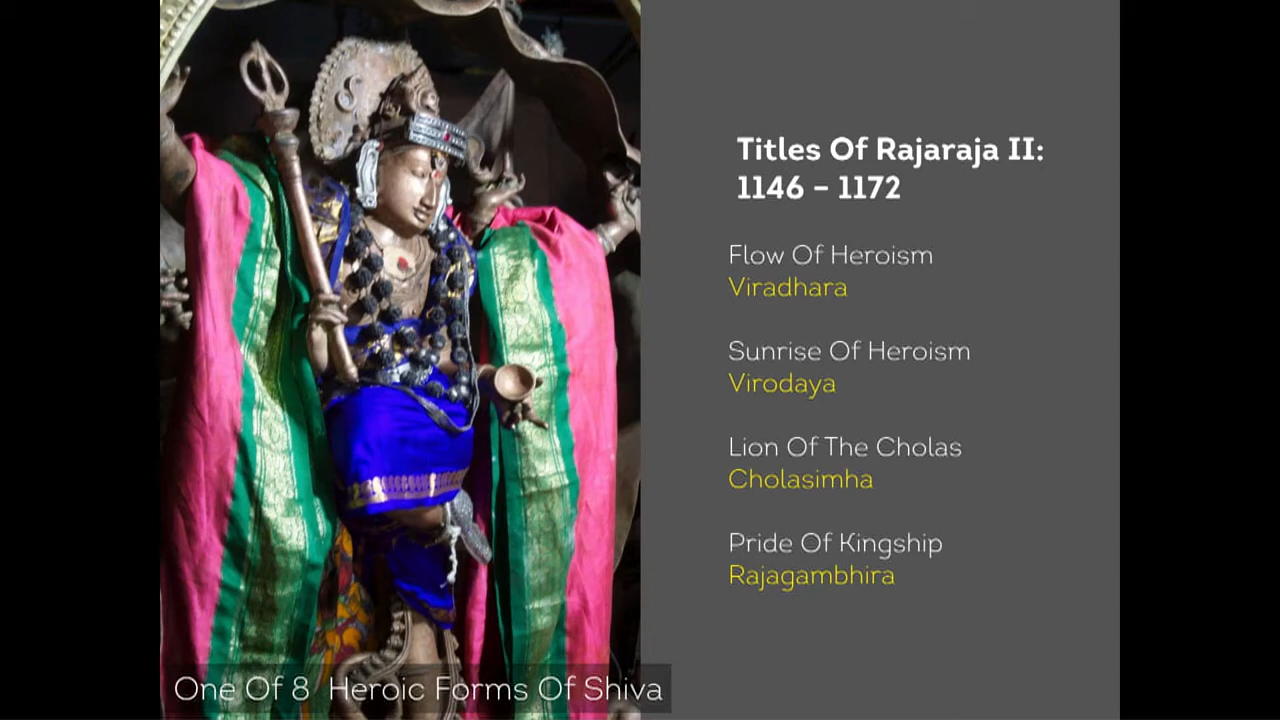 Titles Of Rajaraja II:
1146 – 1172
Flow Of Heroism
Viradhara
Sunrise Of Heroism
Virodaya
Lion Of The Cholas
Cholasimha
Pride Of Kingship
Rajagambhira
One Of 8 Heroic Forms Of Shiva